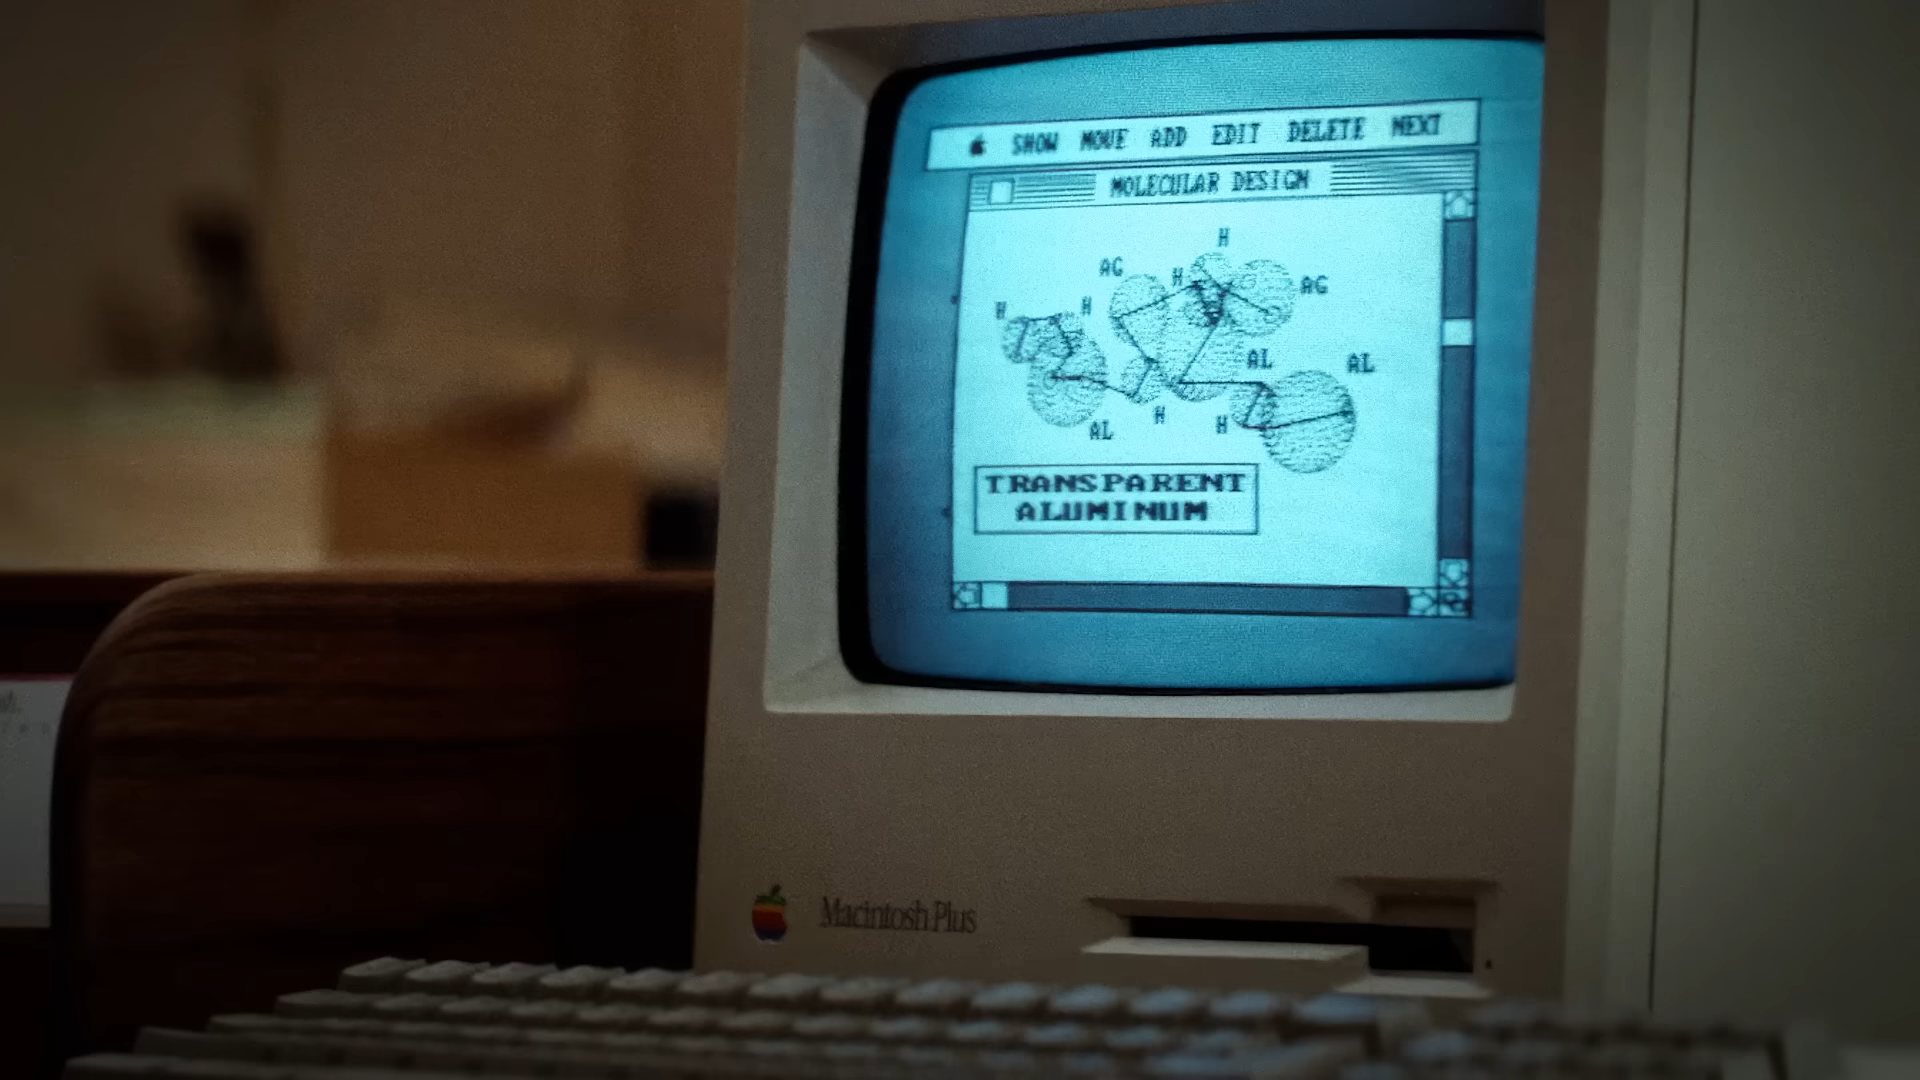 SHOW MOVE ADD EDIT DELETE NEXT
MOLECULAR DESIGN
H
AG
H
AG
H
H
AL
AL
H
H
AL
TRANSPARENT
ALUMINUM
Macintosh Plus